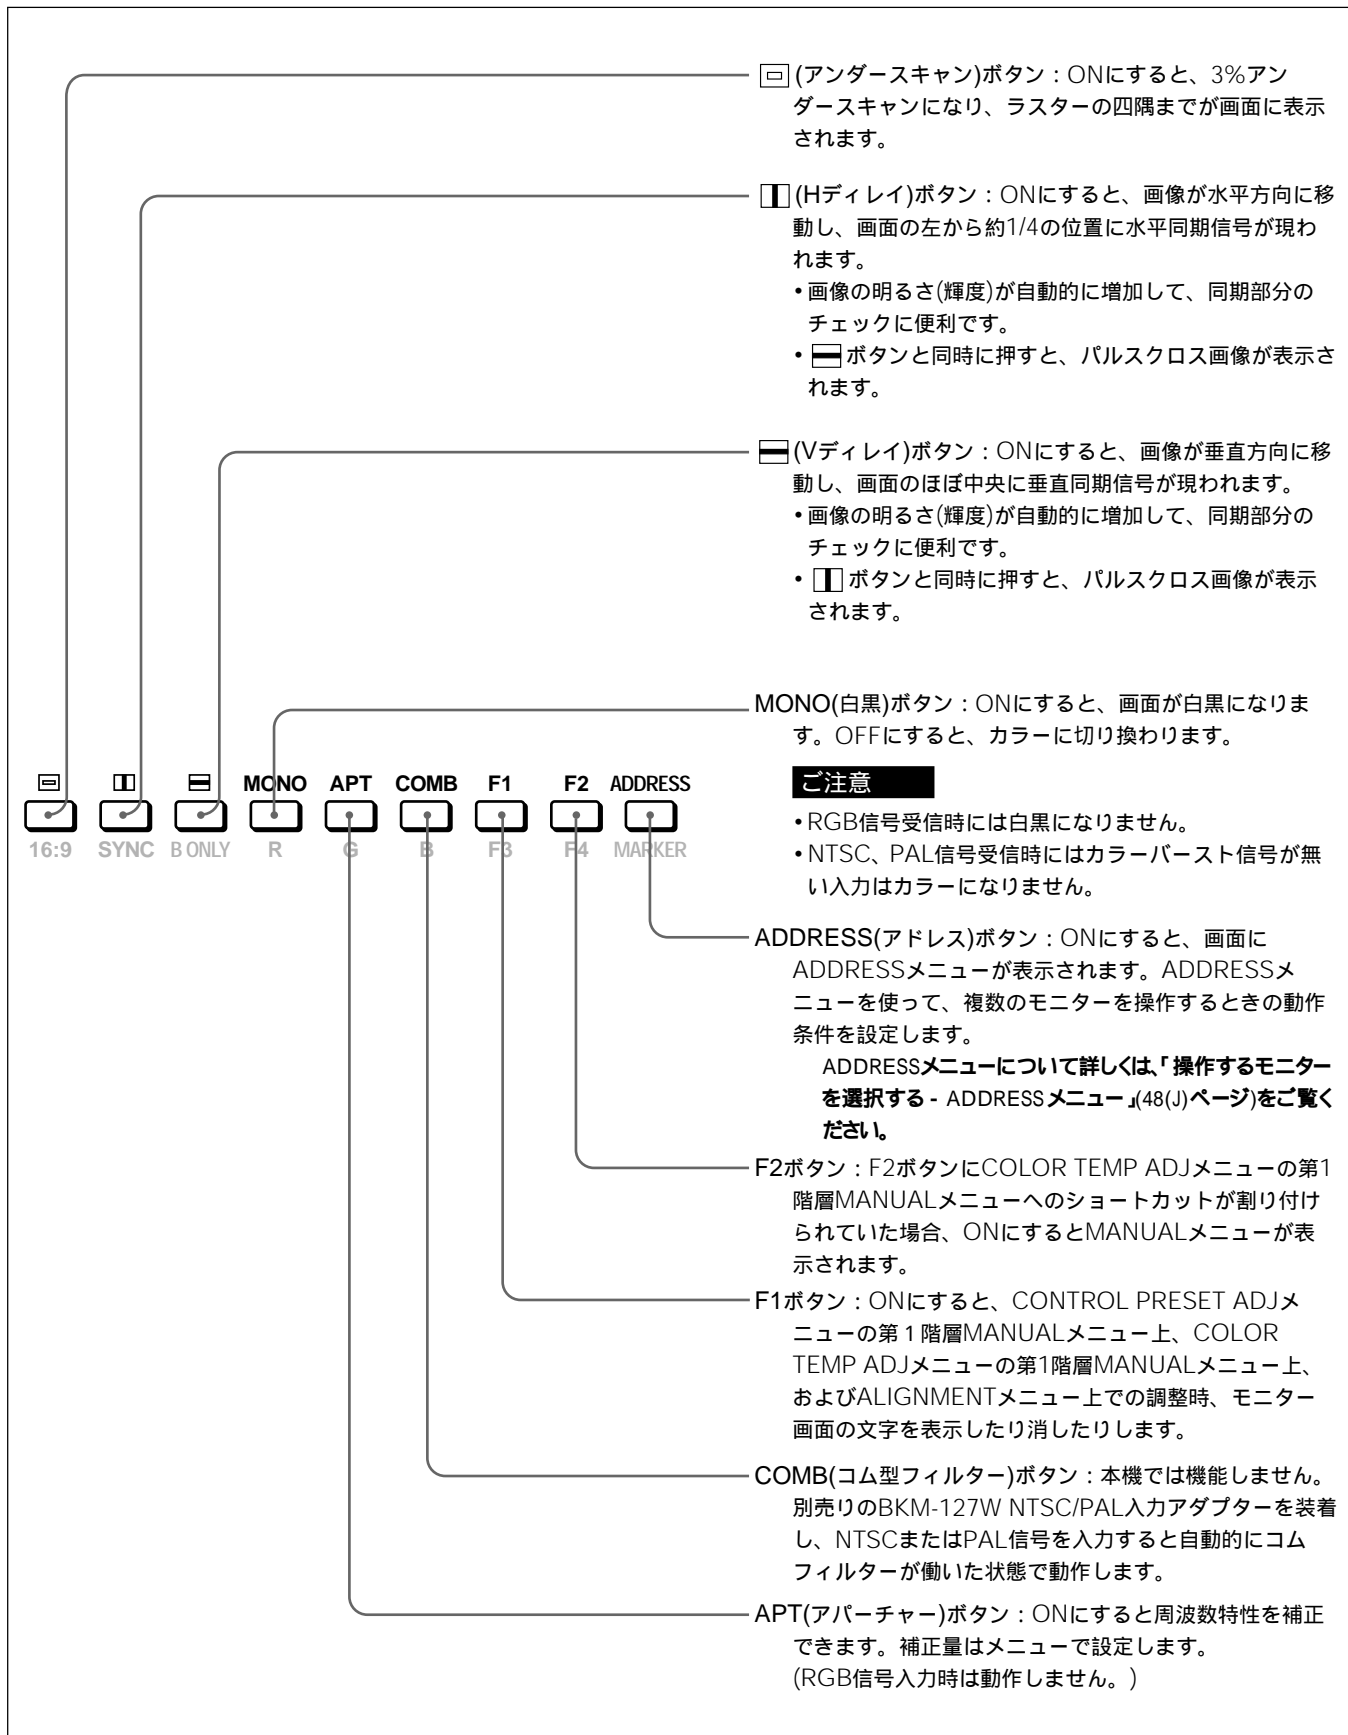 (アンダースキャン)ボタン：ONにすると、3%アン
ダースキャンになり、ラスターの四隅までが画面に表示
されます。
(Hディレイ)ボタン：ONにすると、画像が水平方向に移
動し、画面の左から約1/4の位置に水平同期信号が現わ
れます。
•画像の明るさ(輝度)が自動的に増加して、同期部分の
チェックに便利です。
• ボタンと同時に押すと、パルスクロス画像が表示さ
れます。
(Vディレイ)ボタン：ONにすると、画像が垂直方向に移
動し、画面のほぼ中央に垂直同期信号が現われます。
•画像の明るさ(輝度)が自動的に増加して、同期部分の
チェックに便利です。
• ボタンと同時に押すと、パルスクロス画像が表示
されます。
MONO(白黒)ボタン：ONにすると、画面が白黒になりま
す。OFFにすると、カラーに切り換わります。
ご注意
•RGB信号受信時には白黒になりません。
•NTSC、PAL信号受信時にはカラーバースト信号が無
い入力はカラーになりません。
MONO APT COMB F1 F2 ADDRESS
16:9 SYNC B ONLY R G B F3 F4 MARKER
ADDRESS(アドレス)ボタン：ONにすると、画面に
ADDRESSメニューが表示されます。ADDRESSメ
ニューを使って、複数のモニターを操作するときの動作
条件を設定します。
ADDRESSメニューについて詳しくは、「操作するモニター
を選択する - ADDRESSメニュー」(48(J)ページ)をご覧く
ださい。
F2ボタン：F2ボタンにCOLOR TEMP ADJメニューの第1
階層MANUALメニューへのショートカットが割り付け
られていた場合、ONにするとMANUALメニューが表
示されます。
F1ボタン：ONにすると、CONTROL PRESET ADJメ
ニューの第1階層MANUALメニュー上、COLOR
TEMP ADJメニューの第1階層MANUALメニュー上、
およびALIGNMENTメニュー上での調整時、モニター
画面の文字を表示したり消したりします。
COMB(コム型フィルター)ボタン：本機では機能しません。
別売りのBKM-127W NTSC/PAL入力アダプターを装着
し、NTSCまたはPAL信号を入力すると自動的にコム
フィルターが働いた状態で動作します。
APT(アパーチャー)ボタン：ONにすると周波数特性を補正
できます。補正量はメニューで設定します。
(RGB信号入力時は動作しません。)